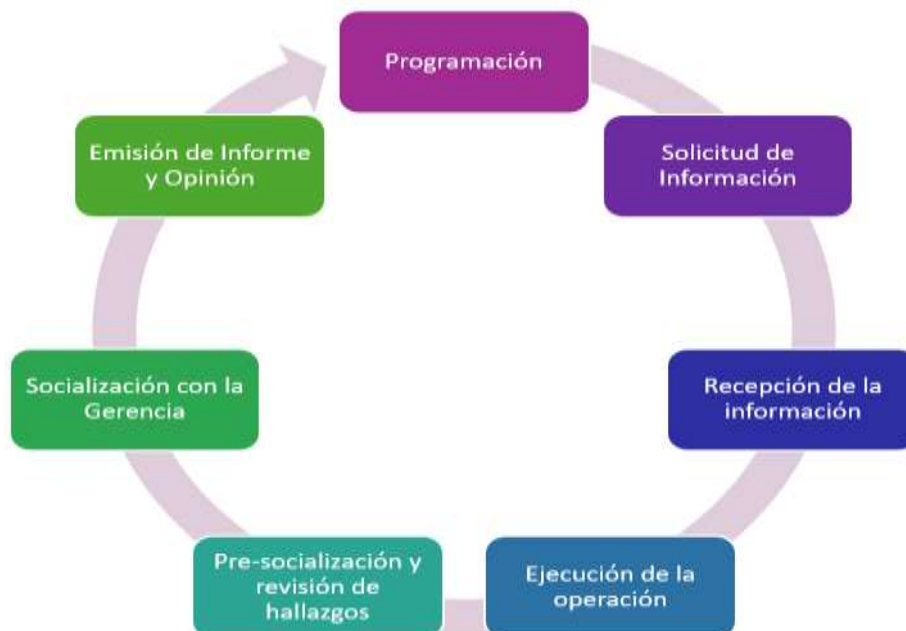 Programación
Solicitud de
Información
Recepción de la
información
Ejecución de la
operación
Pre-socialización y
revisión de
hallazgos
Socialización con la
Gerencia
Emisión de Informe
y Opinión